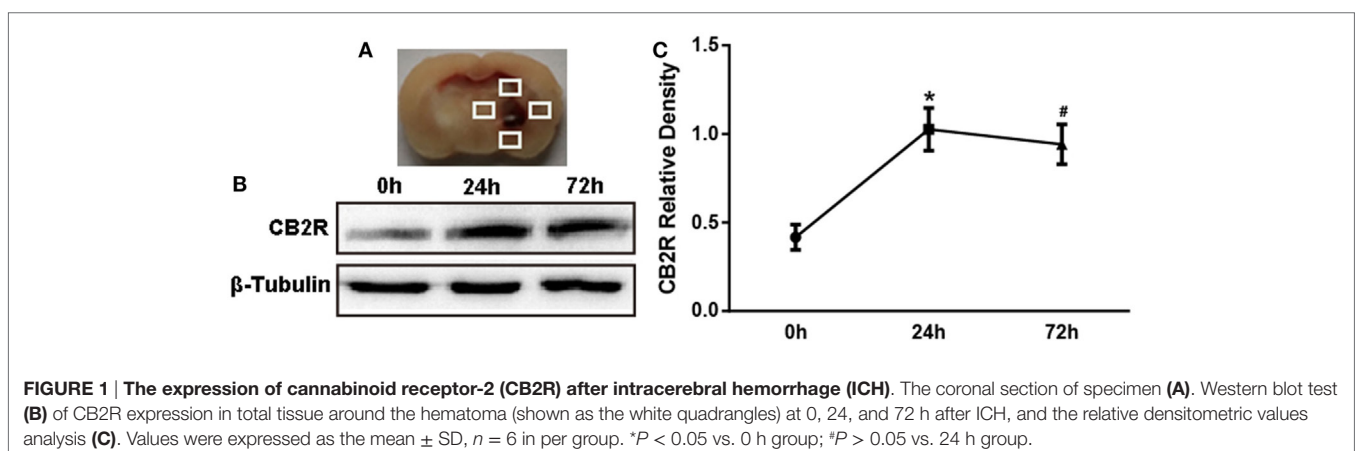 A
B
0h 24h 72h
CB2R
β-Tubulin
C
CB2R Relative Density
1.5
1.0
0.5
0.0
*
#
0h 24h 72h
FIGURE 1 | The expression of cannabinoid receptor-2 (CB2R) after intracerebral hemorrhage (ICH). The coronal section of specimen (A). Western blot test
(B) of CB2R expression in total tissue around the hematoma (shown as the white quadrangles) at 0, 24, and 72 h after ICH, and the relative densitometric values
analysis (C). Values were expressed as the mean ± SD, n = 6 in per group. *P < 0.05 vs. 0 h group; #P > 0.05 vs. 24 h group.